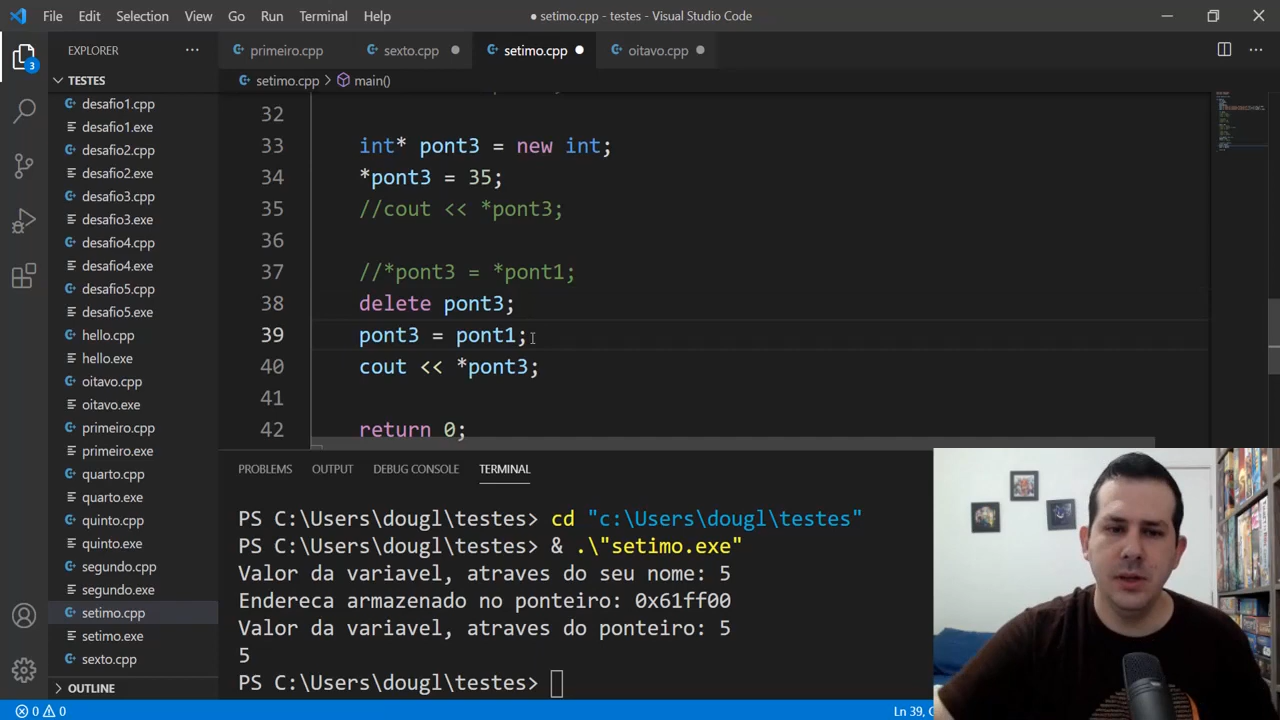 File Edit Selection View Go Run Terminal Help
● setimo.cpp - testes - Visual Studio Code
EXPLORER
primeiro.cpp
sexto.cpp
setimo.cpp
oitavo.cpp
3
TESTES
setimo.cpp > main()
desafio1.cpp
desafio1.exe
desafio2.cpp
desafio2.exe
desafio3.cpp
desafio3.exe
desafio4.cpp
desafio4.exe
desafio5.cpp
desafio5.exe
hello.cpp
hello.exe
oitavo.cpp
oitavo.exe
primeiro.cpp
primeiro.exe
quarto.cpp
quarto.exe
quinto.cpp
quinto.exe
segundo.cpp
segundo.exe
setimo.cpp
setimo.exe
sexto.cpp
OUTLINE
32
33 int* pont3 = new int;
34 *pont3 = 35;
35 //cout << *pont3;
36
37 //*pont3 = *pont1;
38 delete pont3;
39 pont3 = pont1;
40 cout << *pont3;
41
42 return 0;
PROBLEMS OUTPUT DEBUG CONSOLE TERMINAL
PS C:\Users\dougl\testes> cd "c:\Users\dougl\testes"
PS C:\Users\dougl\testes> & .\"setimo.exe"
Valor da variavel, atraves do seu nome: 5
Endereca armazenado no ponteiro: 0x61ff00
Valor da variavel, atraves do ponteiro: 5
5
PS C:\Users\dougl\testes>
0 0
Ln 39,